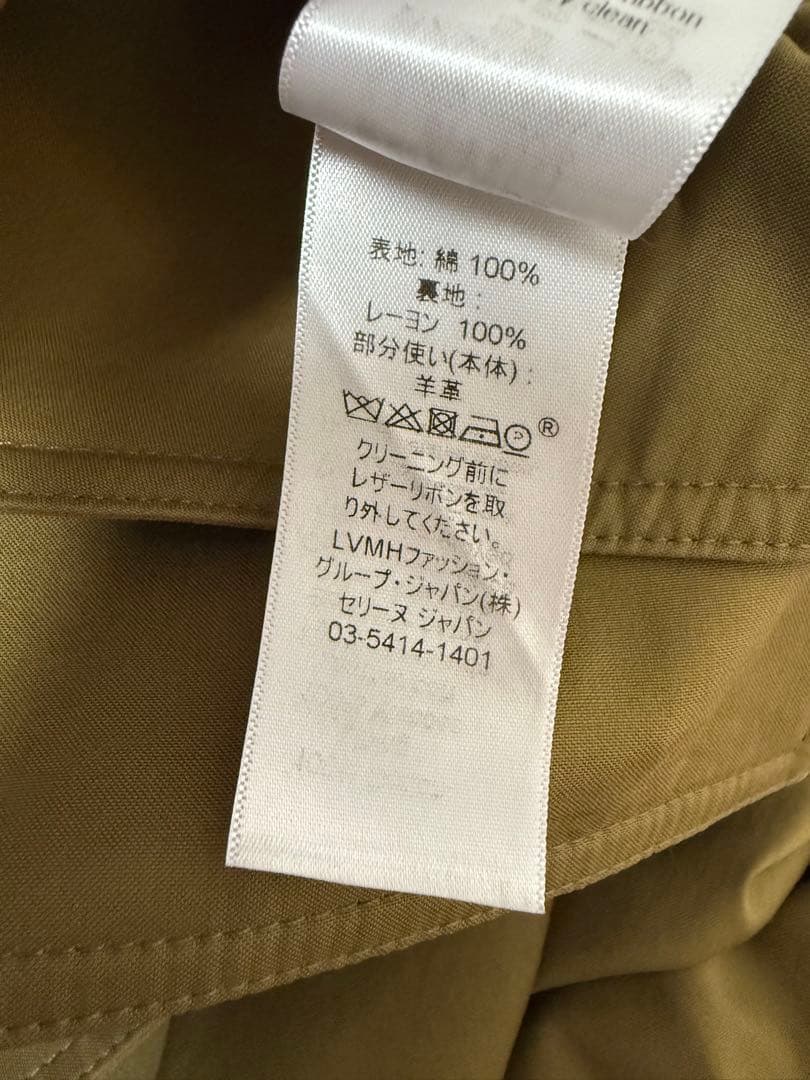 clean
表地: 綿 100%
裏地 :
レーヨン 100%
部分使い(本体) :
羊革
®
クリーニング前に
レザーリボンを取
り外してください。
LVMHファッション・
グループ・ジャパン(株)
セリーヌ ジャパン
03-5414-1401